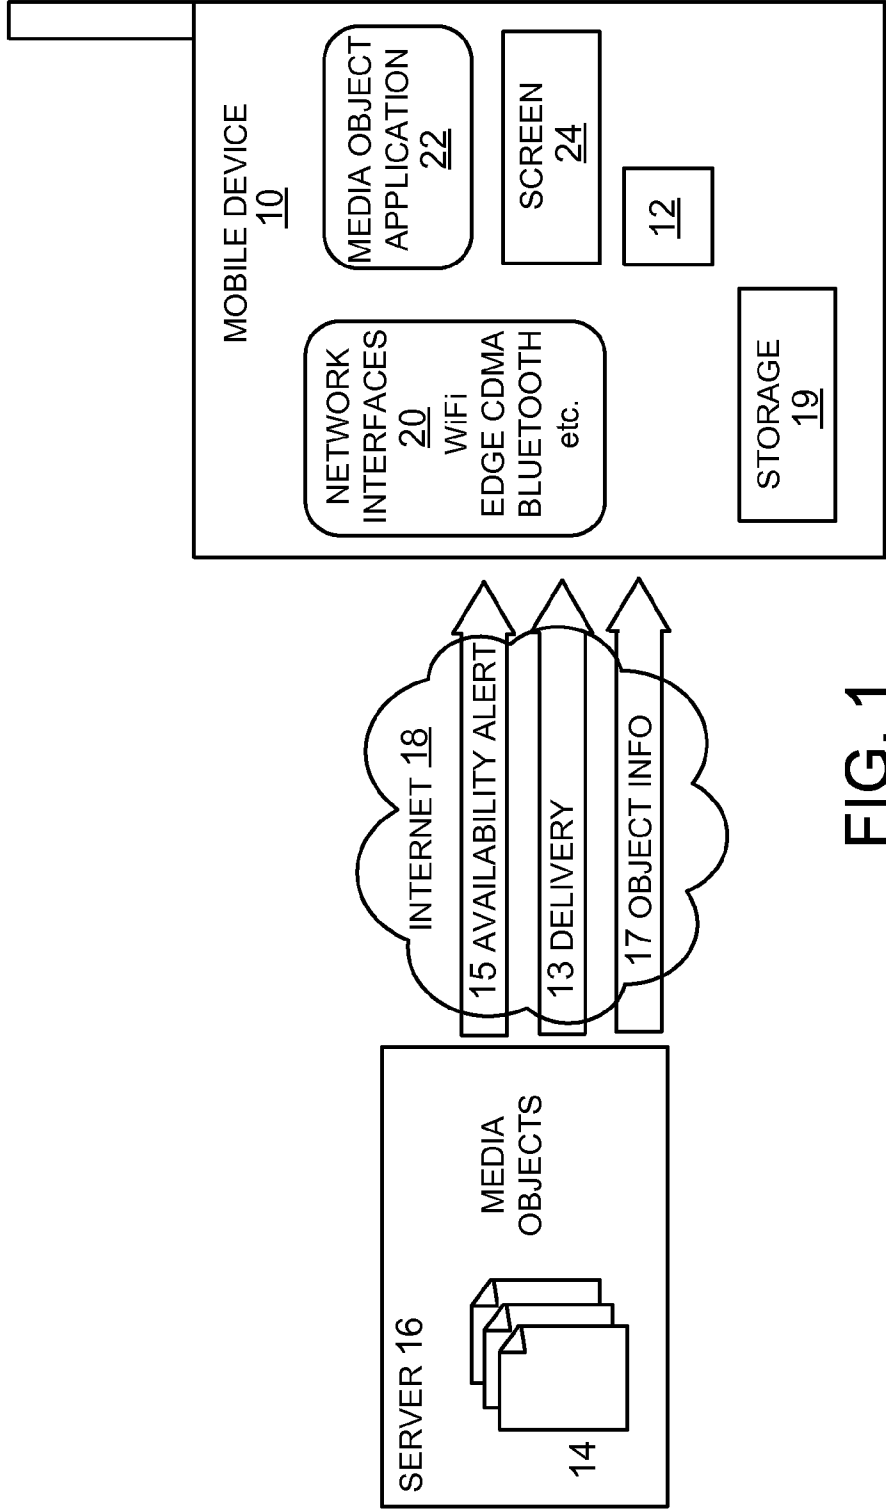 SERVER 16
14
MEDIA
OBJECTS
INTERNET 18
15 AVAILABILITY ALERT
13 DELIVERY
17 OBJECT INFO
MOBILE DEVICE
10
NETWORK
INTERFACES
20
WiFi
EDGE CDMA
BLUETOOTH
etc.
MEDIA OBJECT
APPLICATION
22
SCREEN
24
12
STORAGE
19
FIG. 1